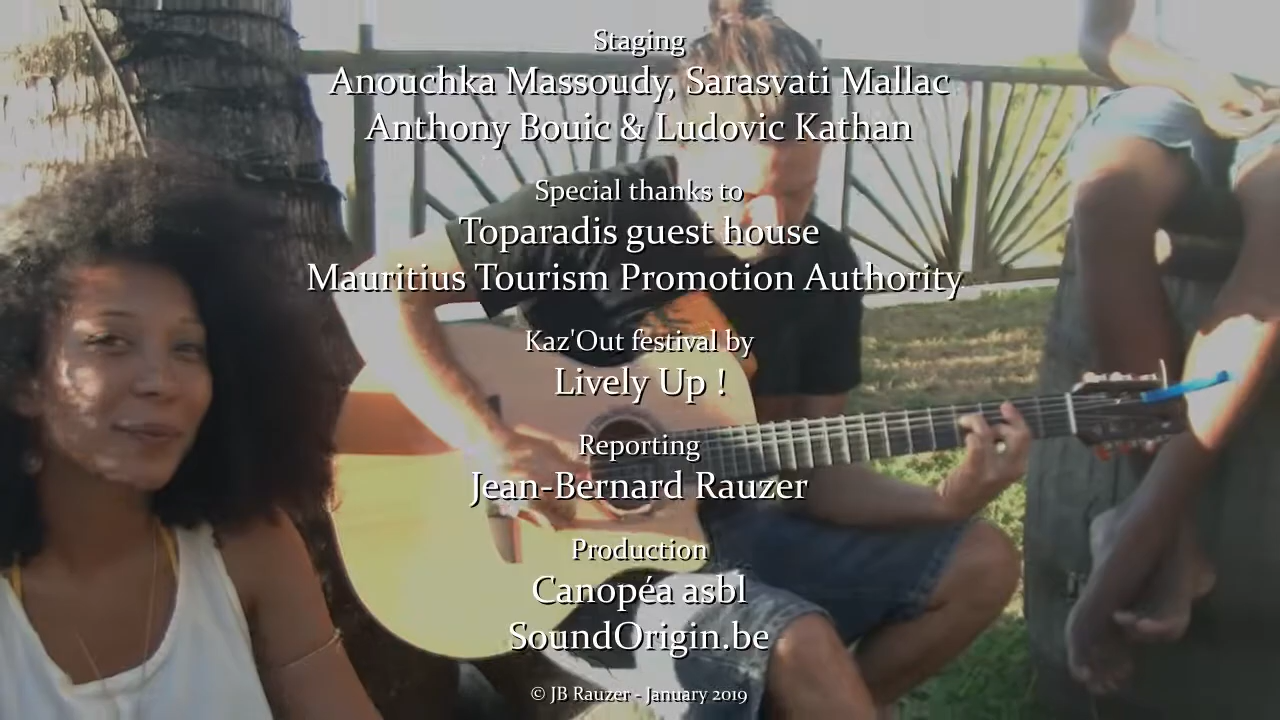 Staging
Anouchka Massoudy, Sarasvati Mallac
Anthony Bouic & Ludovic Kathan
Special thanks to
Toparadis guest house
Mauritius Tourism Promotion Authority
Kaz'Out festival by
Lively Up !
Reporting
Jean-Bernard Rauzer
Production
Canopéa asbl
SoundOrigin.be
© JB Rauzer - January 2019